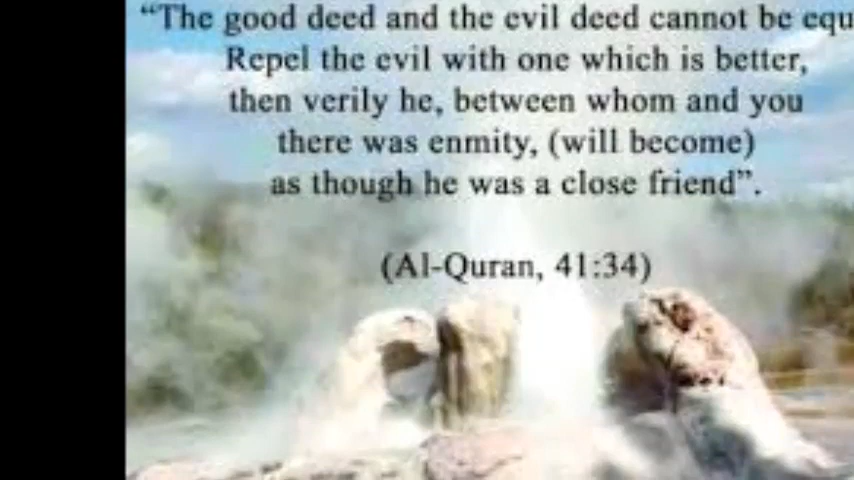 “The good deed and the evil deed cannot be equ
Repel the evil with one which is better,
then verily he, between whom and you
there was enmity, (will become)
as though he was a close friend”.
(Al-Quran, 41:34)